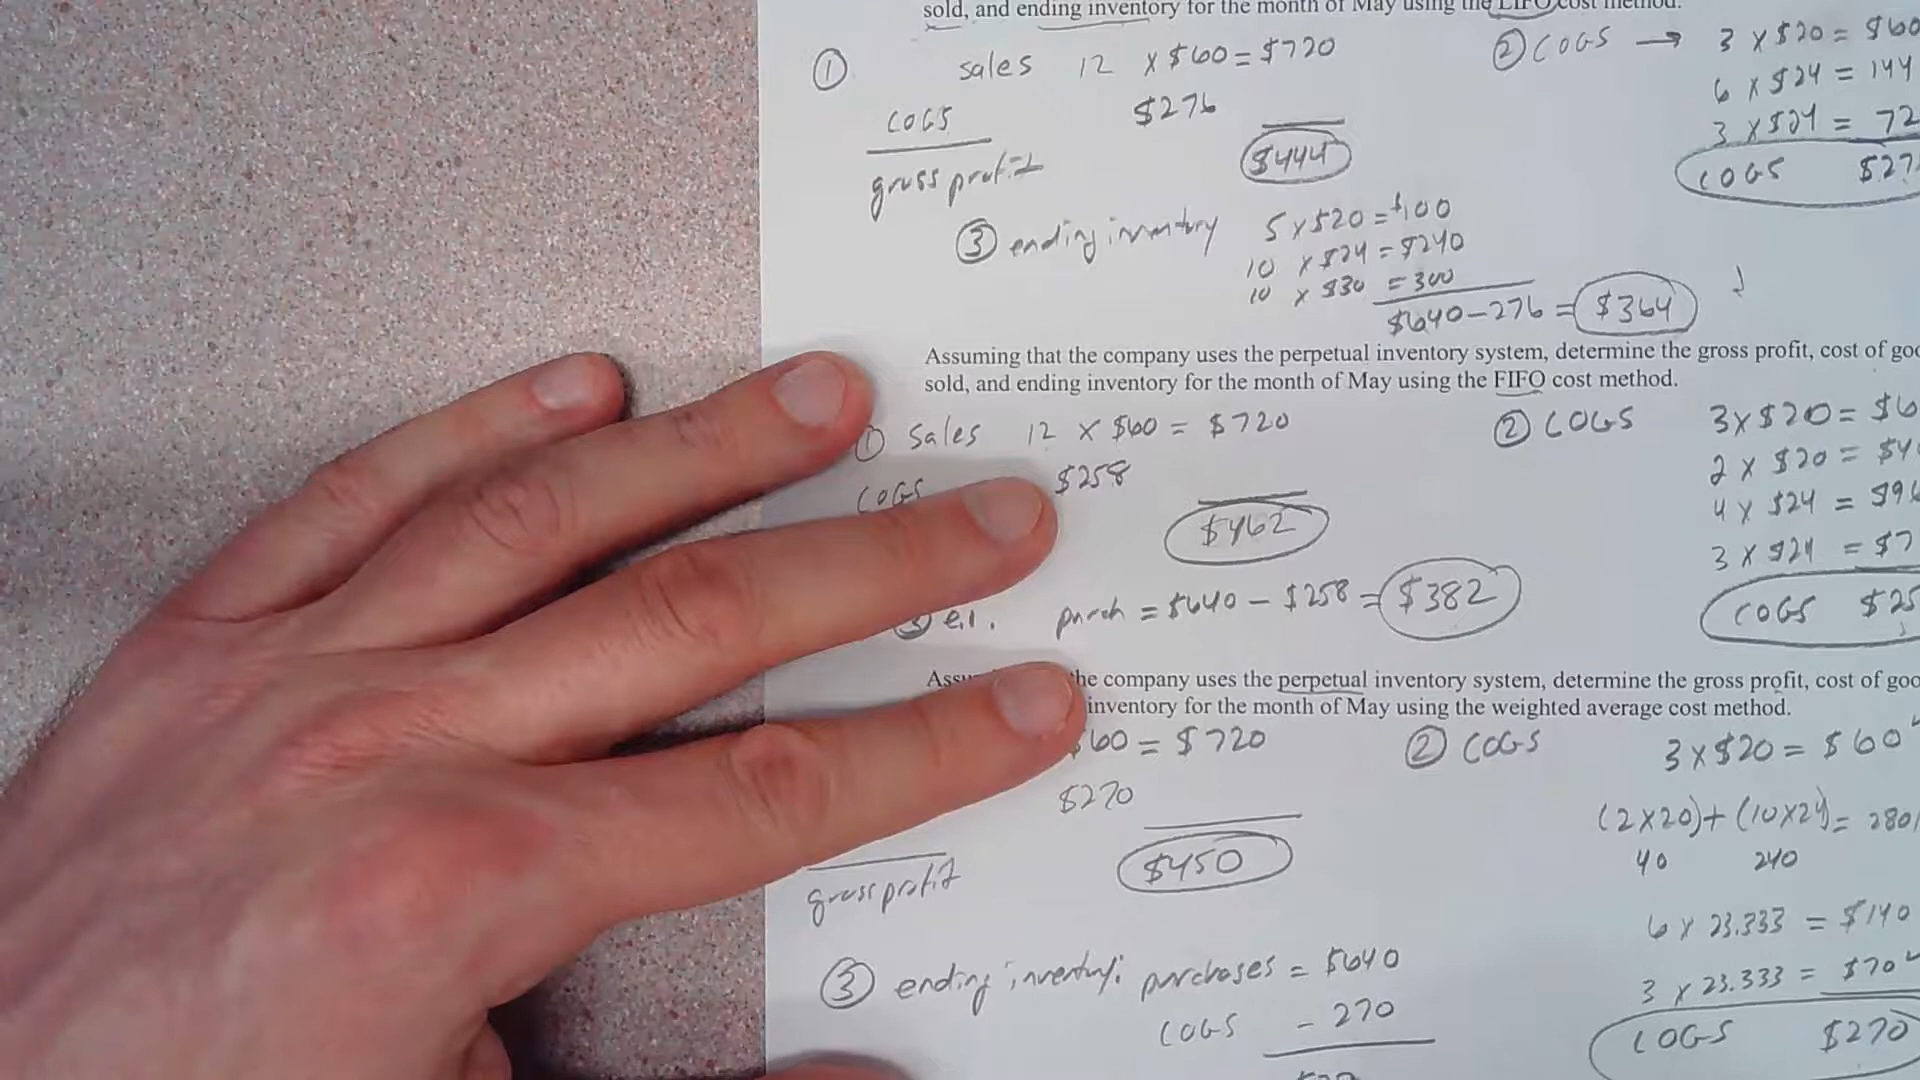 sold, and ending inventory for the month of May using the LIFO cost method.
① sales 12 x $60 = $720
COGS $276
gross profit $444
② COGS → 3 x $20 = $60
6 x $24 = 144
3 x $24 = 72
COGS $27
③ ending inventory 5 x $20 = $100
10 x $24 = $240
10 x $30 = 300
$640 - 276 = $364
Assuming that the company uses the perpetual inventory system, determine the gross profit, cost of goo
sold, and ending inventory for the month of May using the FIFO cost method.
① Sales 12 x $60 = $720
COGS $258
$462
② COGS 3 x $20 = $6
2 x $20 = $4
4 x $24 = $96
3 x $24 = $7
COGS $25
③ e.i. purch = $640 - $258 = $382
Assu he company uses the perpetual inventory system, determine the gross profit, cost of goo
inventory for the month of May using the weighted average cost method.
$60 = $720
$270
gross profit $450
② COGS 3 x $20 = $60
(2x20)+(10x24) = 280/
40 240
6 x 23.333 = $140
3 x 23.333 = $70
COGS $270
③ ending inventory: purchases = $640
COGS - 270